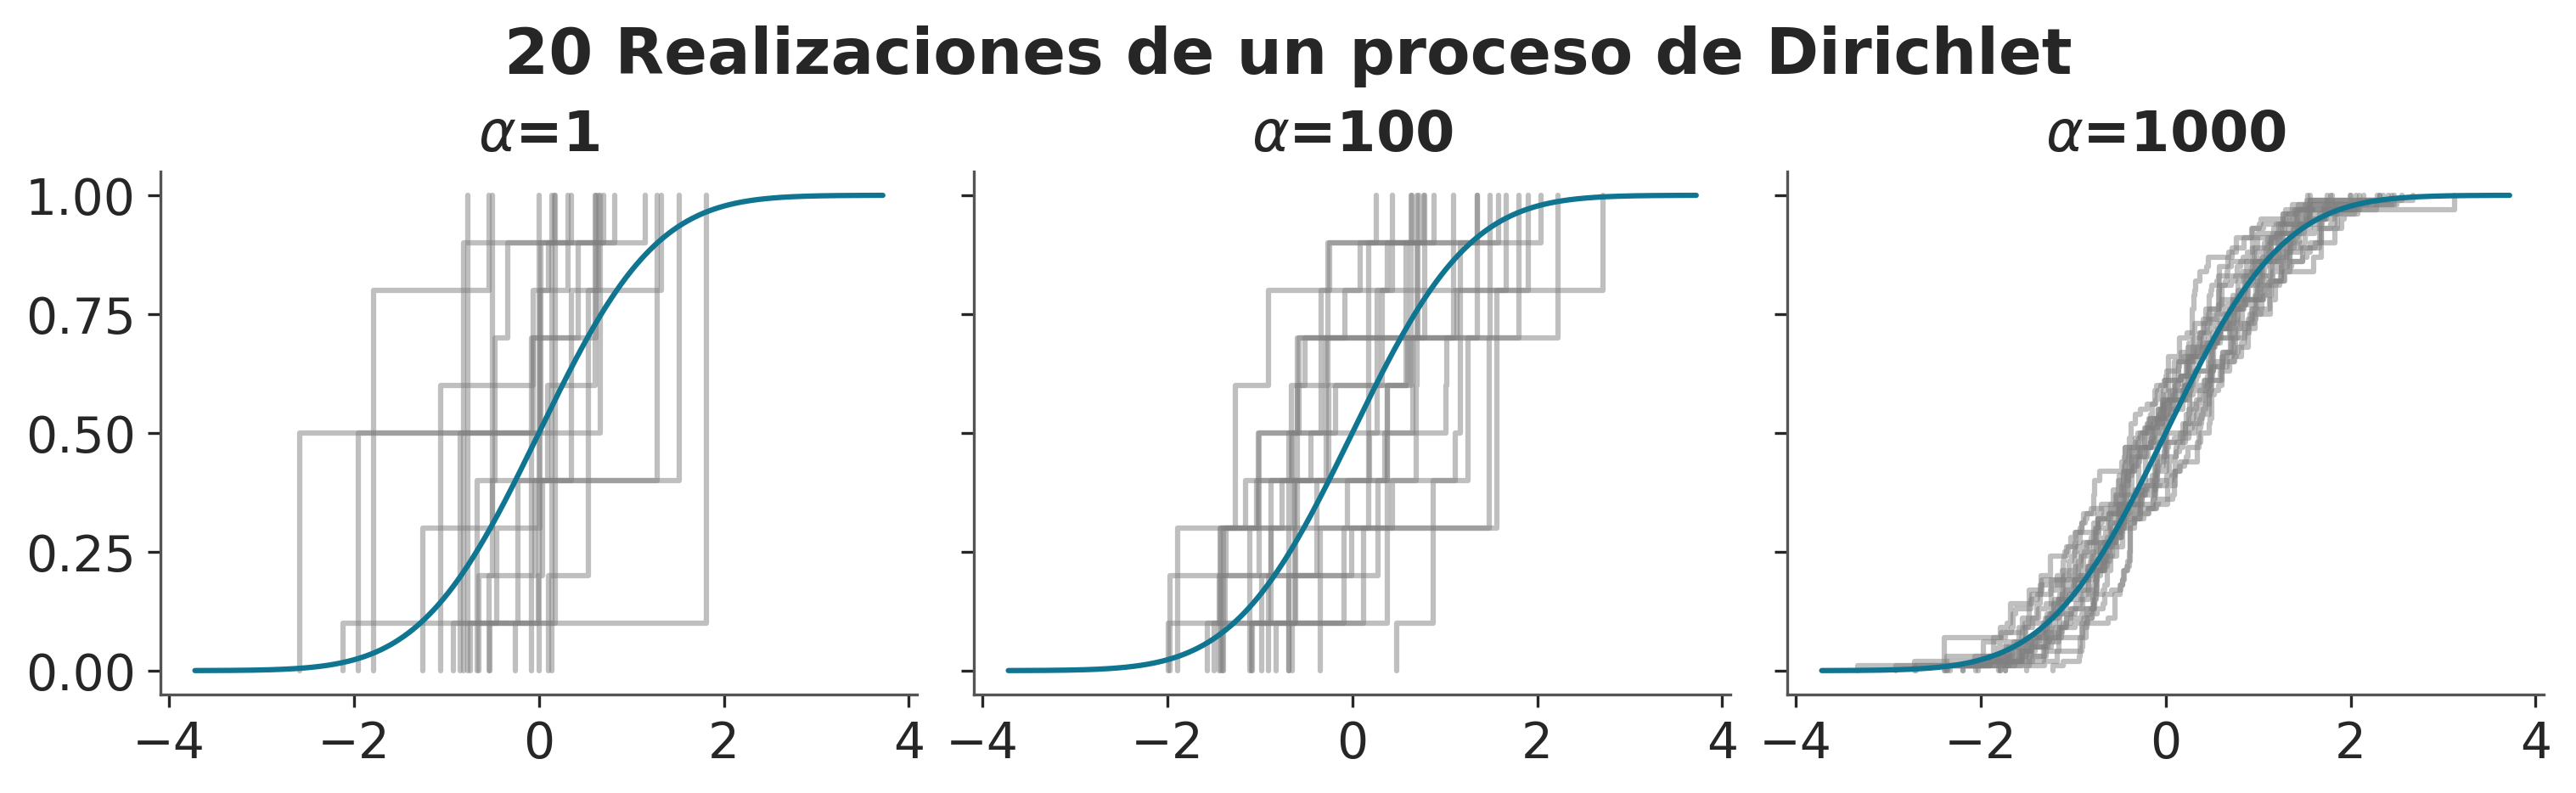 20 Realizaciones de un proceso de Dirichlet
α=1 α=100 α=1000
1.00
0.75
0.50
0.25
0.00
−4 −2 0 2 4 −4 −2 0 2 4 −4 −2 0 2 4